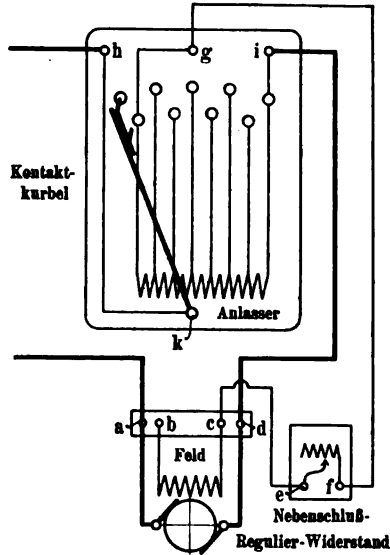 h g i
Kontakt-
kurbel
Anlasser
k
a b c d
Feld
e f
Nebenschluß-
Regulier-Widerstand